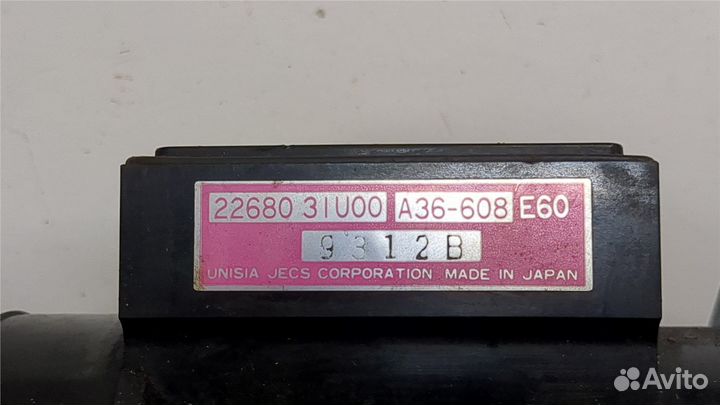 22680 31U00 A36-608 E60
9312B
UNISIA JECS CORPORATION MADE IN JAPAN
Avito